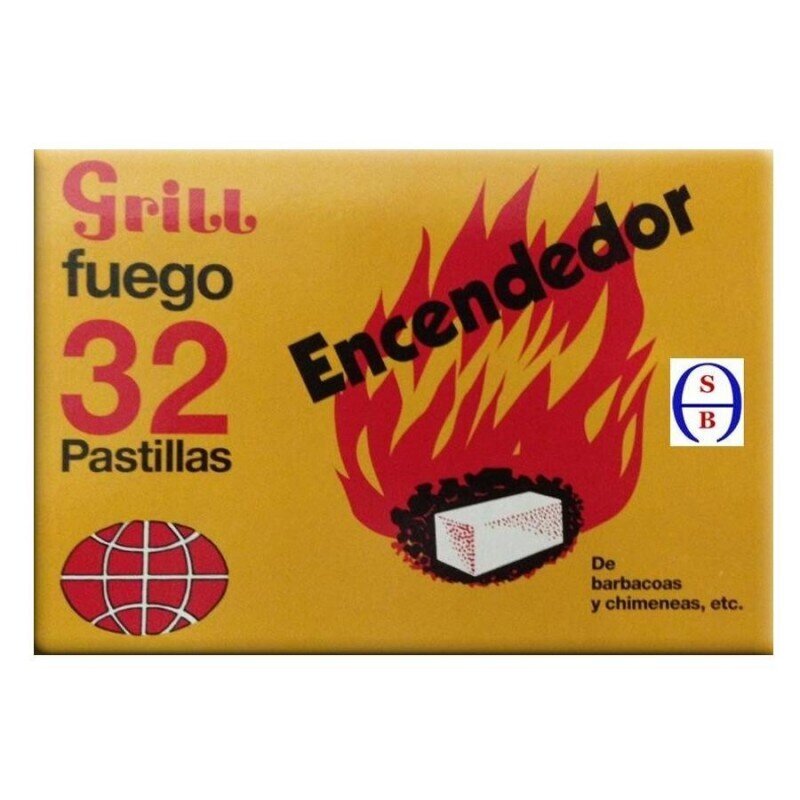 Grill
fuego
32
Pastillas
Encendedor
S
B
De
barbacoas
y chimeneas, etc.